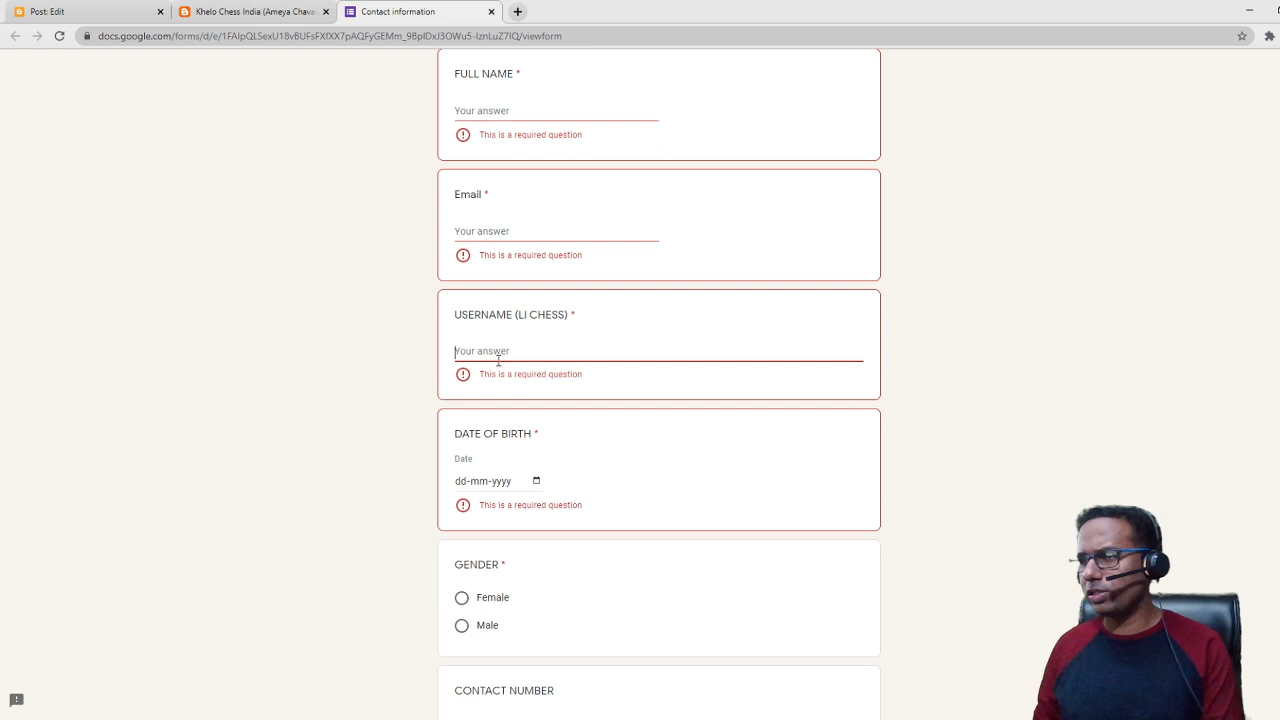 Post: Edit
Khelo Chess India (Ameya Chava
Contact information
docs.google.com/forms/d/e/1FAIpQLSexU18vBUFsFXfXX7pAQFyGEMm_9BpIDxJ3OWu5-IznLuZ7IQ/viewform
FULL NAME *
Your answer
This is a required question
Email *
Your answer
This is a required question
USERNAME (LI CHESS) *
Your answer
This is a required question
DATE OF BIRTH *
Date
dd-mm-yyyy
This is a required question
GENDER *
Female
Male
CONTACT NUMBER